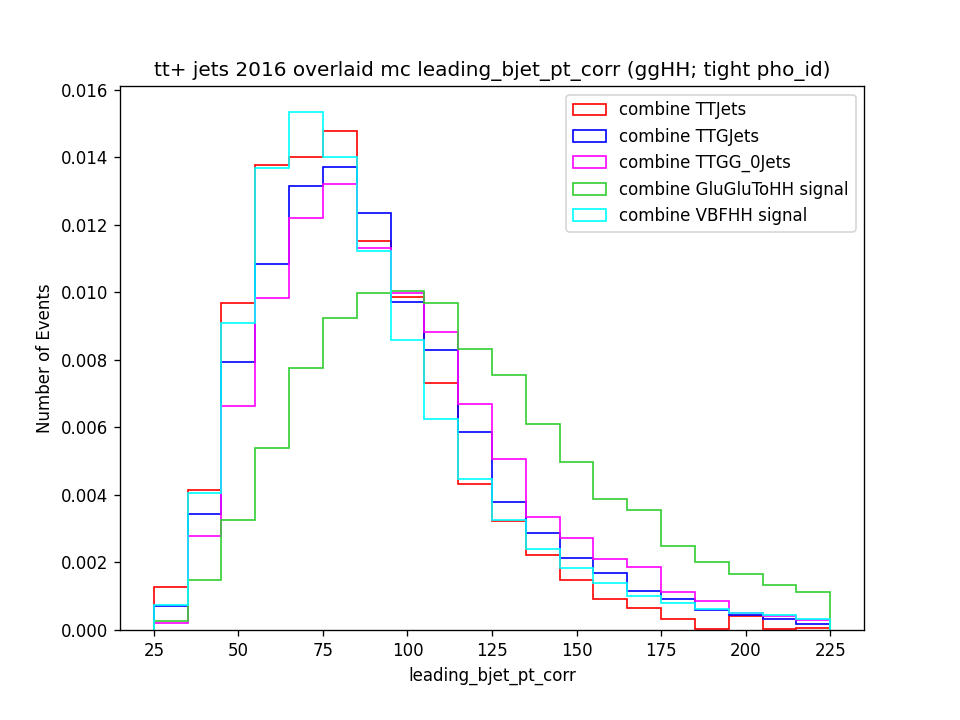 tt+ jets 2016 overlaid mc leading_bjet_pt_corr (ggHH; tight pho_id)
combine TTJets
combine TTGJets
combine TTGG_0Jets
combine GluGluToHH signal
combine VBFHH signal
Number of Events
0.016
0.014
0.012
0.010
0.008
0.006
0.004
0.002
0.000
25 50 75 100 125 150 175 200 225
leading_bjet_pt_corr